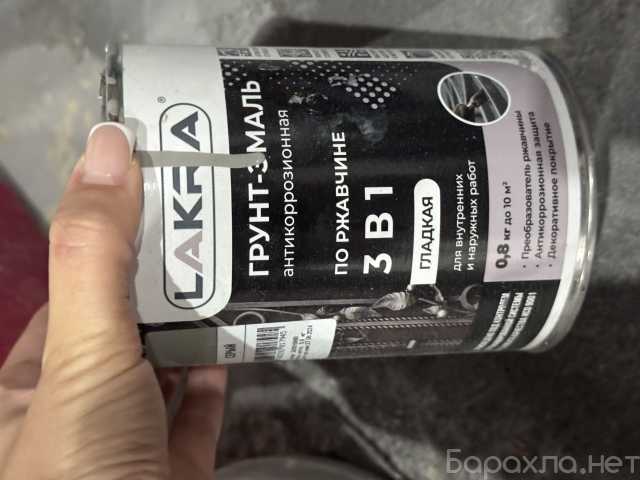 LAKRA
®
ГРУНТ-ЭМАЛЬ
антикоррозионная
ПО РЖАВЧИНЕ
3 В 1
ГЛАДКАЯ
для внутренних
и наружных работ
0,8 кг до 10 м²
• Преобразователь ржавчины
• Антикоррозионная защита
• Декоративное покрытие
СЕРЫЙ
Барахла.нет